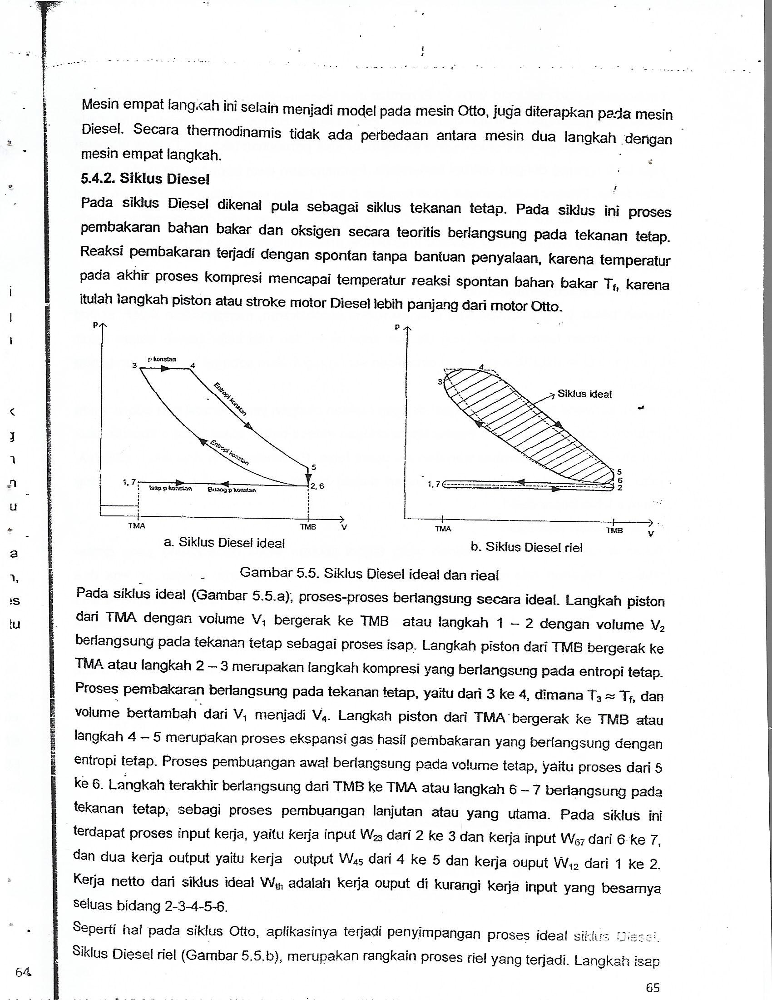 Mesin empat langkah ini selain menjadi model pada mesin Otto, juga diterapkan pada mesin
Diesel. Secara thermodinamis tidak ada perbedaan antara mesin dua langkah dengan
mesin empat langkah.
5.4.2. Siklus Diesel
Pada siklus Diesel dikenal pula sebagai siklus tekanan tetap. Pada siklus ini proses
pembakaran bahan bakar dan oksigen secara teoritis berlangsung pada tekanan tetap.
Reaksi pembakaran terjadi dengan spontan tanpa bantuan penyalaan, karena temperatur
pada akhir proses kompresi mencapai temperatur reaksi spontan bahan bakar Tf, karena
itulah langkah piston atau stroke motor Diesel lebih panjang dari motor Otto.
P
p konstan
3
4
Entropi konstan
Entropi konstan
5
1, 7
Isap p konstan
Buang p konstan
2, 6
TMA
TMB
V
a. Siklus Diesel ideal
P
4
3
Siklus ideal
5
6
2
1, 7
TMA
TMB
V
b. Siklus Diesel riel
Gambar 5.5. Siklus Diesel ideal dan rieal
Pada siklus ideal (Gambar 5.5.a), proses-proses berlangsung secara ideal. Langkah piston
dari TMA dengan volume V₁ bergerak ke TMB atau langkah 1 – 2 dengan volume V₂
berlangsung pada tekanan tetap sebagai proses isap. Langkah piston dari TMB bergerak ke
TMA atau langkah 2 – 3 merupakan langkah kompresi yang berlangsung pada entropi tetap.
Proses pembakaran berlangsung pada tekanan tetap, yaitu dari 3 ke 4, dimana T₃ ≈ Tf, dan
volume bertambah dari V₁ menjadi V₄. Langkah piston dari TMA bergerak ke TMB atau
langkah 4 – 5 merupakan proses ekspansi gas hasil pembakaran yang berlangsung dengan
entropi tetap. Proses pembuangan awal berlangsung pada volume tetap, yaitu proses dari 5
ke 6. Langkah terakhir berlangsung dari TMB ke TMA atau langkah 6 – 7 berlangsung pada
tekanan tetap, sebagi proses pembuangan lanjutan atau yang utama. Pada siklus ini
terdapat proses input kerja, yaitu kerja input W₂₃ dari 2 ke 3 dan kerja input W₆₇ dari 6 ke 7,
dan dua kerja output yaitu kerja output W₄₅ dari 4 ke 5 dan kerja ouput W₁₂ dari 1 ke 2.
Kerja netto dari siklus ideal Wth adalah kerja ouput di kurangi kerja input yang besarnya
seluas bidang 2-3-4-5-6.
Seperti hal pada siklus Otto, aplikasinya terjadi penyimpangan proses ideal siklus Diesel.
Siklus Diesel riel (Gambar 5.5.b), merupakan rangkain proses riel yang terjadi. Langkah isap
64
65